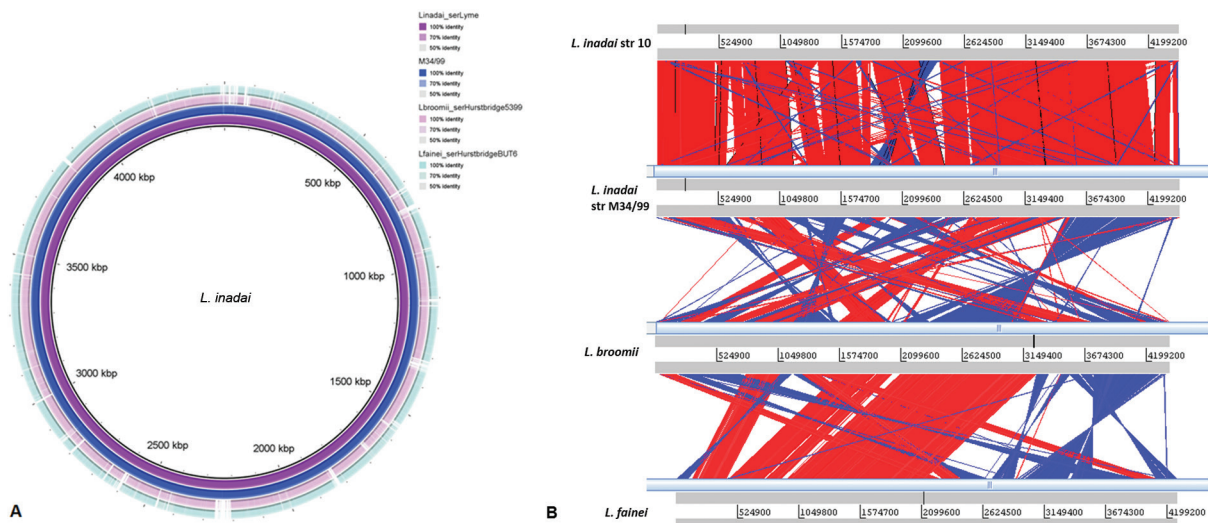 Linadai_serLyme
100% Identity
70% Identity
50% Identity
M34/99
100% Identity
70% Identity
50% Identity
Lbroomii_serHurstbridge5399
100% Identity
70% Identity
50% Identity
Lfainei_serHurstbridgeBUT6
100% Identity
70% Identity
50% Identity
500 kbp
1000 kbp
1500 kbp
2000 kbp
2500 kbp
3000 kbp
3500 kbp
4000 kbp
L. inadai
A
L. inadai str 10
524900 1049800 1574700 2099600 2624500 3149400 3674300 4199200
L. inadai
str M34/99
524900 1049800 1574700 2099600 2624500 3149400 3674300 4199200
L. broomii
524900 1049800 1574700 2099600 2624500 3149400 3674300 4199200
L. fainei
524900 1049800 1574700 2099600 2624500 3149400 3674300 4199200
B